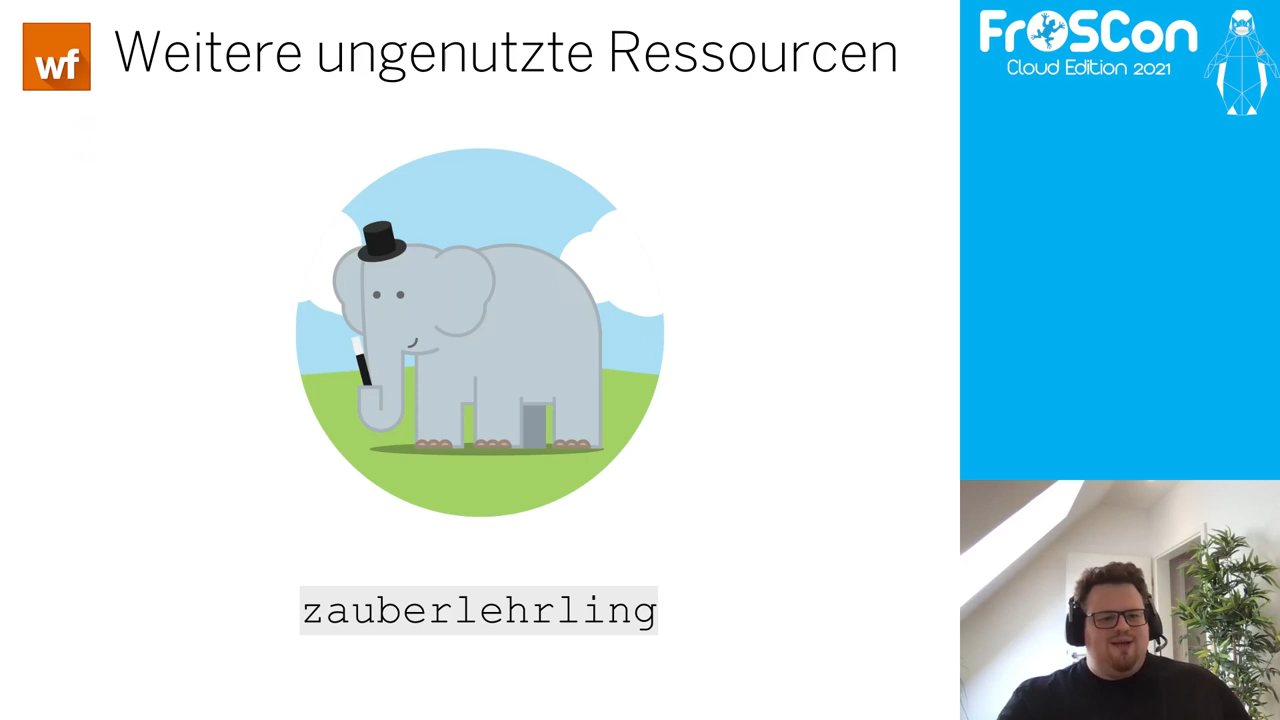 wf
Weitere ungenutzte Ressourcen
FrOSCon
Cloud Edition 2021
zauberlehrling